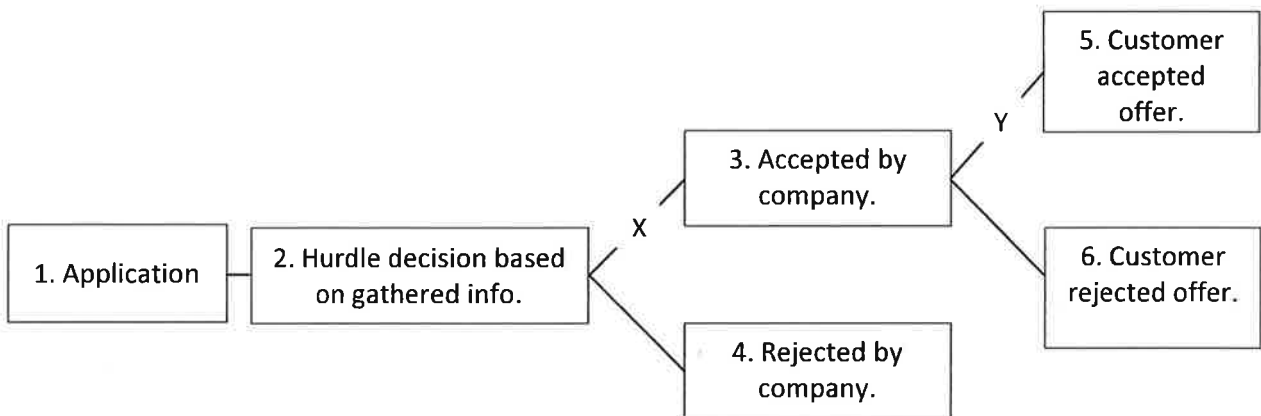 1. Application
2. Hurdle decision based
on gathered info.
X
3. Accepted by
company.
4. Rejected by
company.
Y
5. Customer
accepted
offer.
6. Customer
rejected offer.